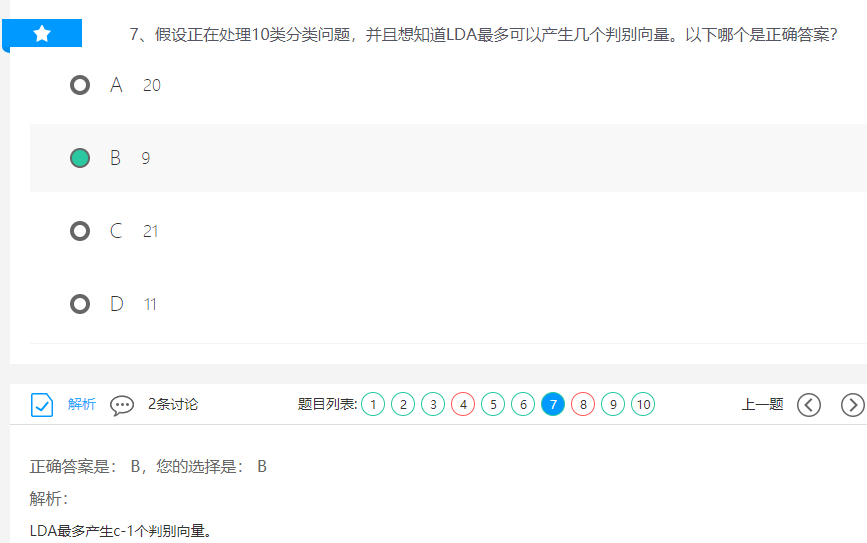 7、假设正在处理10类分类问题，并且想知道LDA最多可以产生几个判别向量。以下哪个是正确答案?
A 20
B 9
C 21
D 11
解析 2条讨论 题目列表: 1 2 3 4 5 6 7 8 9 10 上一题
正确答案是： B，您的选择是： B
解析：
LDA最多产生c-1个判别向量。